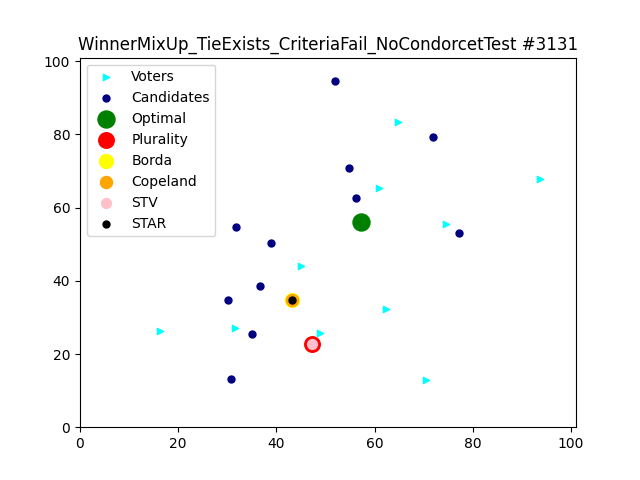 WinnerMixUp_TieExists_CriteriaFail_NoCondorcetTest #3131
100
80
60
40
20
0
Voters
Candidates
Optimal
Plurality
Borda
Copeland
STV
STAR
0 20 40 60 80 100